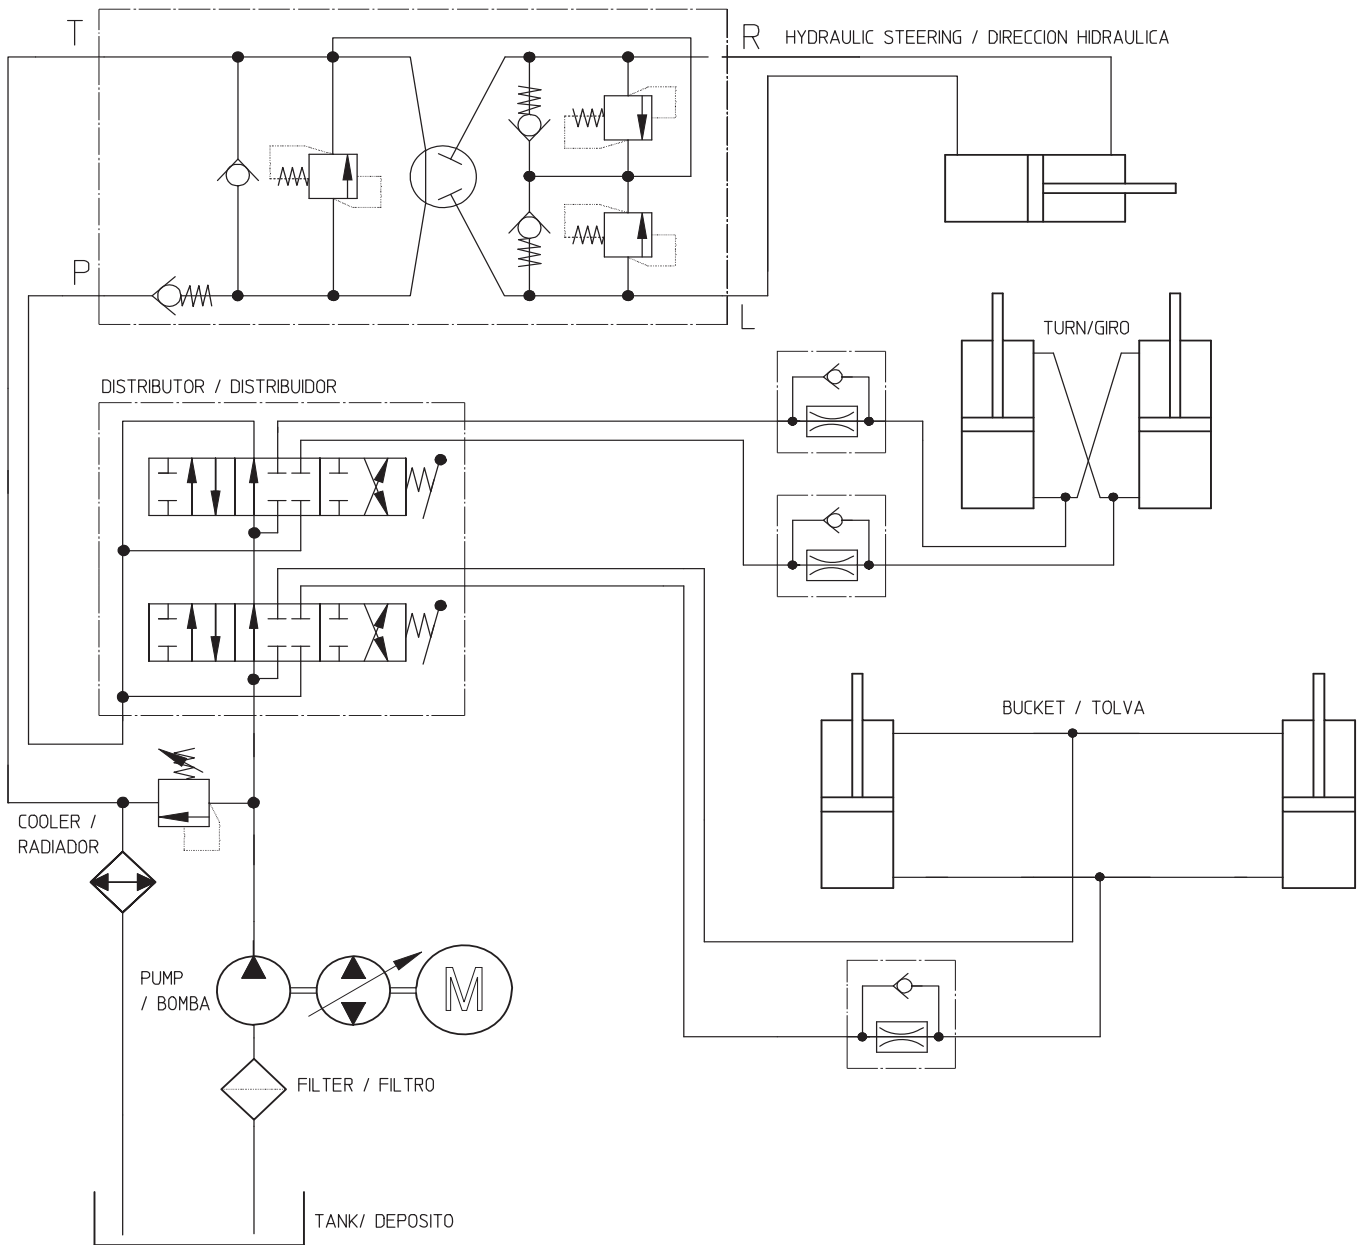 T
R
HYDRAULIC STEERING / DIRECCION HIDRAULICA
P
L
TURN/GIRO
DISTRIBUTOR / DISTRIBUIDOR
BUCKET / TOLVA
COOLER /
RADIADOR
PUMP
/ BOMBA
M
FILTER / FILTRO
TANK/ DEPOSITO